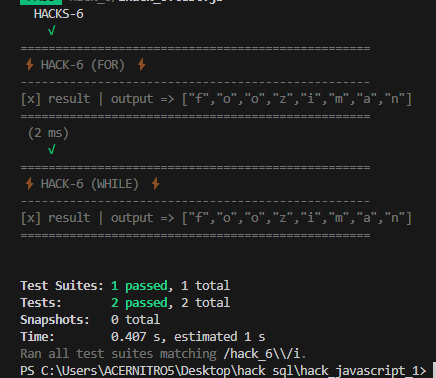 HACKS-6
√
==================================================
⚡ HACK-6 (FOR) ⚡
--------------------------------------------------
[x] result | output => ["f","o","o","z","i","m","a","n"]
==================================================
(2 ms)
√
==================================================
⚡ HACK-6 (WHILE) ⚡
--------------------------------------------------
[x] result | output => ["f","o","o","z","i","m","a","n"]
==================================================
Test Suites: 1 passed, 1 total
Tests:       2 passed, 2 total
Snapshots:   0 total
Time:        0.407 s, estimated 1 s
Ran all test suites matching /hack_6\\/i.
PS C:\Users\ACERNITRO5\Desktop\hack sql\hack_javascript_1>